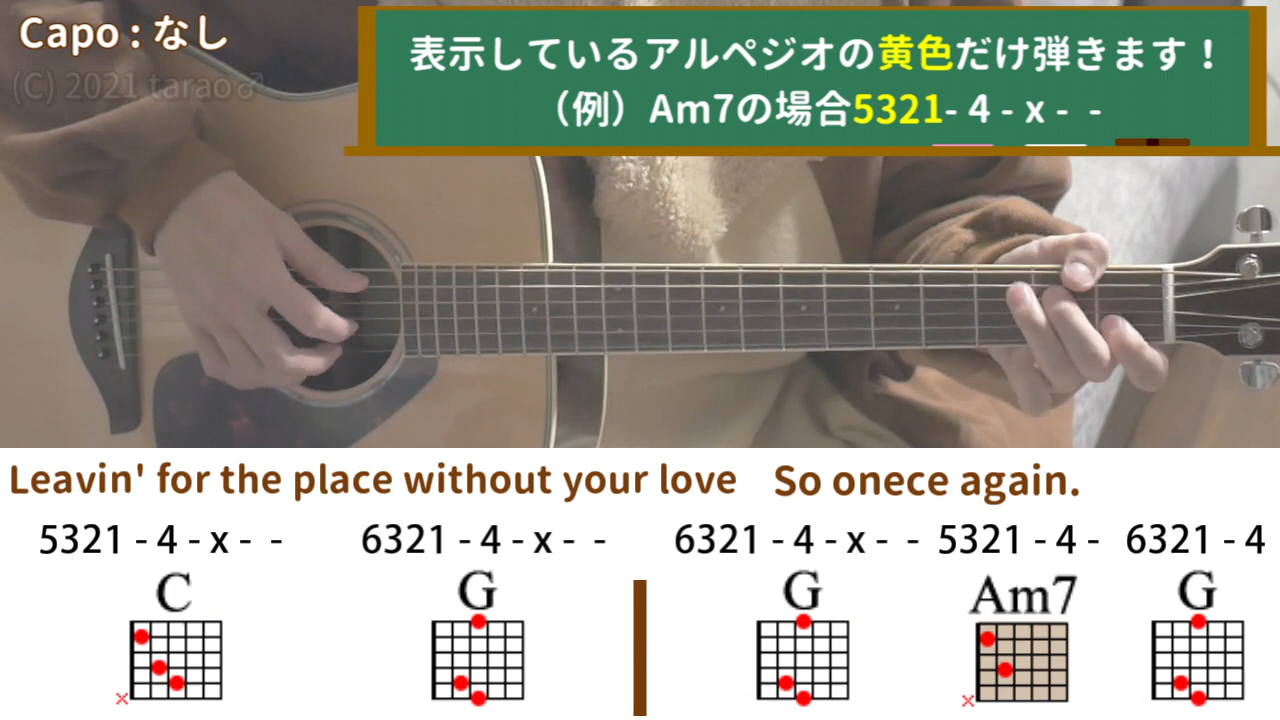 Capo : なし
(C) 2021 tarao♂
表示しているアルペジオの黄色だけ弾きます！
（例）Am7の場合5321- 4 - x - -
Leavin' for the place without your love So onece again.
5321 - 4 - x - - 6321 - 4 - x - - 6321 - 4 - x - - 5321 - 4 - 6321 - 4
C G G Am7 G
x x